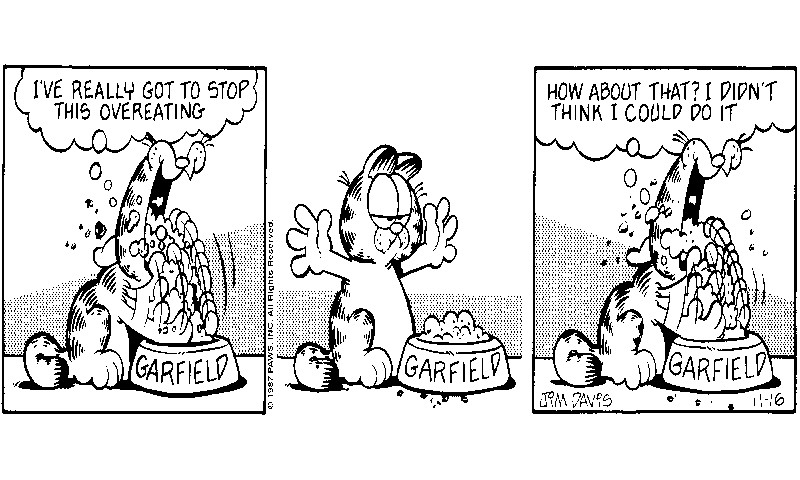 I'VE REALLY GOT TO STOP
THIS OVEREATING
GARFIELD
© 1987 PAWS, INC. All Rights Reserved.
GARFIELD
HOW ABOUT THAT? I DIDN'T
THINK I COULD DO IT
GARFIELD
JIM DAVIS
11-16